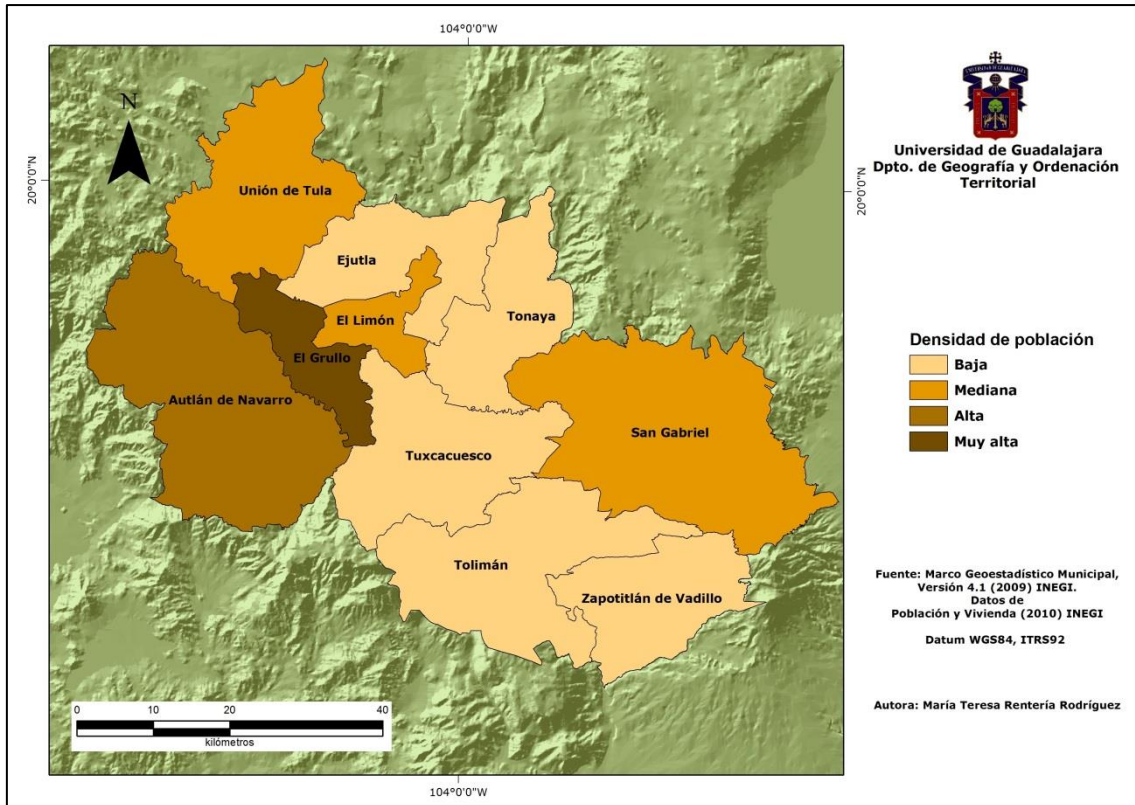 104°0'0"W
N
20°0'0"N
20°0'0"N
Unión de Tula
Ejutla
El Limón
Tonaya
El Grullo
Autlán de Navarro
San Gabriel
Tuxcacuesco
Tolimán
Zapotitlán de Vadillo
0 10 20 40
kilómetros
104°0'0"W
Universidad de Guadalajara
Dpto. de Geografía y Ordenación
Territorial
Densidad de población
Baja
Mediana
Alta
Muy alta
Fuente: Marco Geoestadístico Municipal,
Versión 4.1 (2009) INEGI.
Datos de
Población y Vivienda (2010) INEGI
Datum WGS84, ITRS92
Autora: María Teresa Rentería Rodríguez